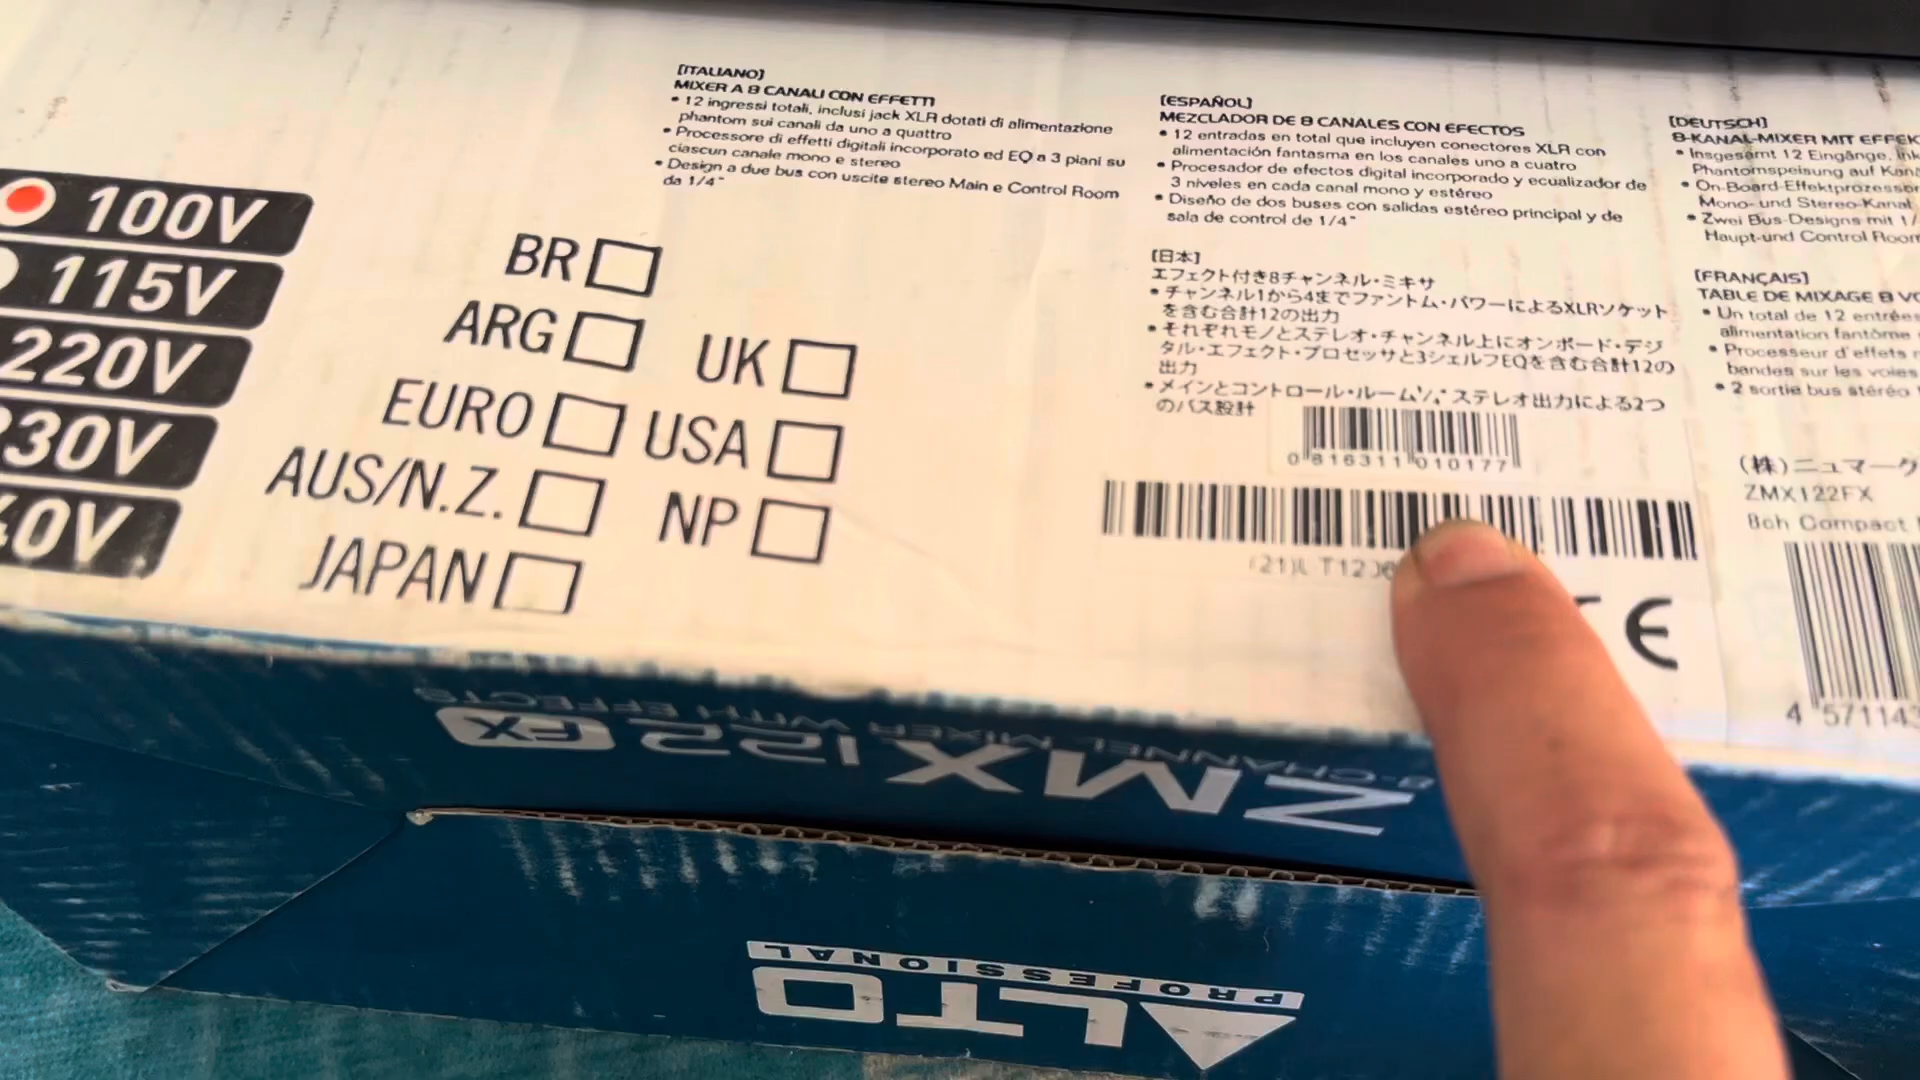 [ITALIANO]
MIXER A 8 CANALI CON EFFETTI
• 12 ingressi totali, inclusi jack XLR dotati di alimentazione
phantom sui canali da uno a quattro
• Processore di effetti digitali incorporato ed EQ a 3 piani su
ciascun canale mono e stereo
• Design a due bus con uscite stereo Main e Control Room
da 1/4"
[ESPAÑOL]
MEZCLADOR DE 8 CANALES CON EFECTOS
• 12 entradas en total que incluyen conectores XLR con
alimentación fantasma en los canales uno a cuatro
• Procesador de efectos digital incorporado y ecualizador de
3 niveles en cada canal mono y estéreo
• Diseño de dos buses con salidas estéreo principal y de
sala de control de 1/4"
[日本]
エフェクト付き8チャンネル・ミキサ
• チャンネル1から4までファントム・パワーによるXLRソケット
を含む合計12の出力
• それぞれモノとステレオ・チャンネル上にオンボード・デジ
タル・エフェクト・プロセッサと3シェルフEQを含む合計12の
出力
• メインとコントロール・ルーム1/4"ステレオ出力による2つ
のバス設計
[DEUTSCH]
8-KANAL-MIXER MIT EFFEK
• Insgesamt 12 Eingänge, ink
Phantomspeisung auf Kana
• On-Board-Effektprozessor
Mono- und Stereo-Kanal
• Zwei Bus-Designs mit 1/
Haupt-und Control Room
[FRANÇAIS]
TABLE DE MIXAGE 8 VO
• Un total de 12 entrées
alimentation fantôme
• Processeur d'effets
bandes sur les voies
• 2 sortie bus stéréo
100V
115V
220V
230V
40V
BR
ARG
UK
EURO
USA
AUS/N.Z.
NP
JAPAN
0 816311 010177
(21)
CE
(株)ニュマーク
ZMX122FX
8ch Compact
4 571143
8-CHANNEL MIXER WITH EFFECTS
ZMX122 FX
ALTO
PROFESSIONAL